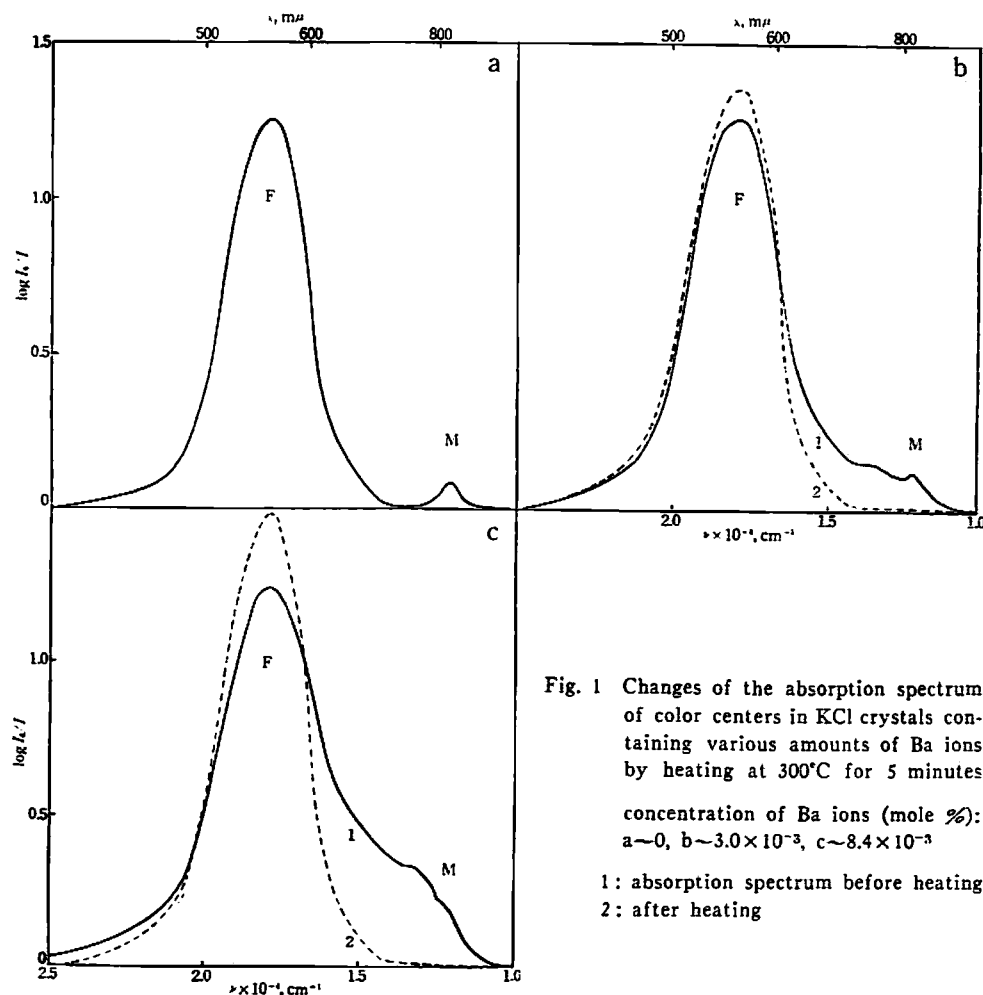 λ, mμ
500 600 800
λ, mμ
500 600 800
1.5
a
b
F
F
1.0
log I₀/I
0.5
M
M
1
2
0
c
2.0 1.5 1.0
ν × 10⁻⁴, cm⁻¹
F
1.0
log I₀/I
0.5
1
M
2
0
2.5 2.0 1.5 1.0
ν × 10⁻⁴, cm⁻¹
Fig. 1 Changes of the absorption spectrum
of color centers in KCl crystals con-
taining various amounts of Ba ions
by heating at 300°C for 5 minutes
concentration of Ba ions (mole %):
a∼0, b∼3.0×10⁻³, c∼8.4×10⁻³
1: absorption spectrum before heating
2: after heating